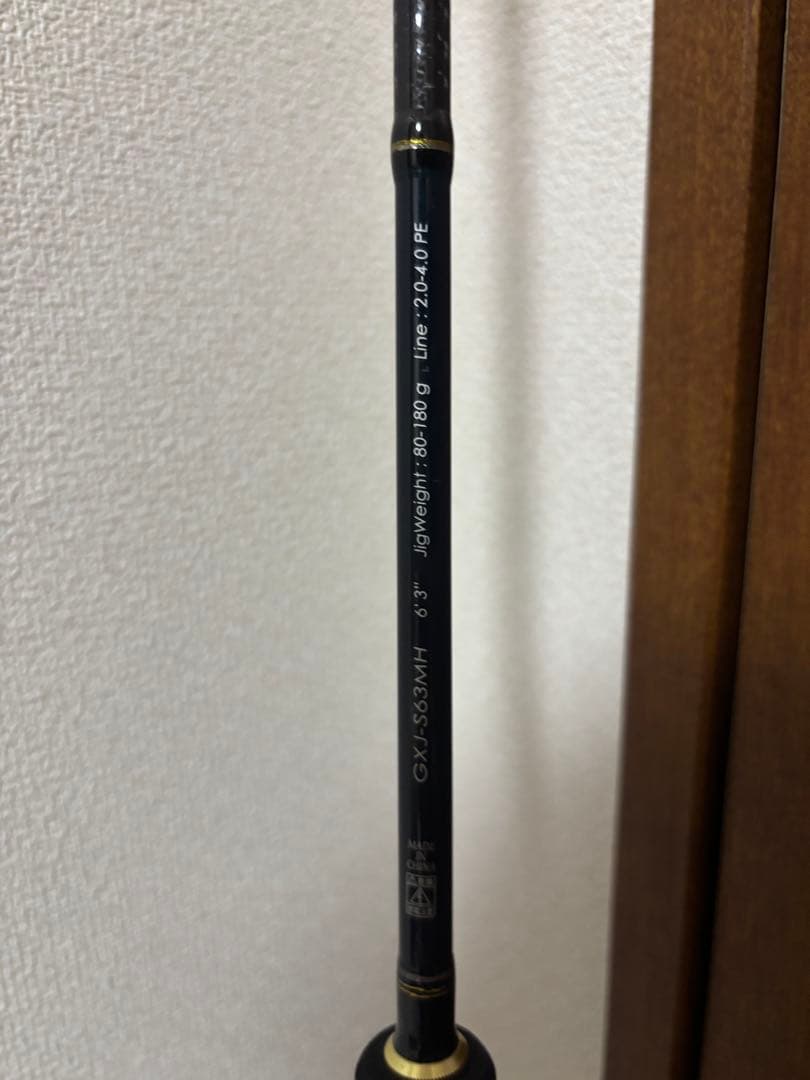 GXJ-S63MH 6'3" JigWeight : 80-180 g Line : 2.0-4.0 PE
MADE
IN
CHINA